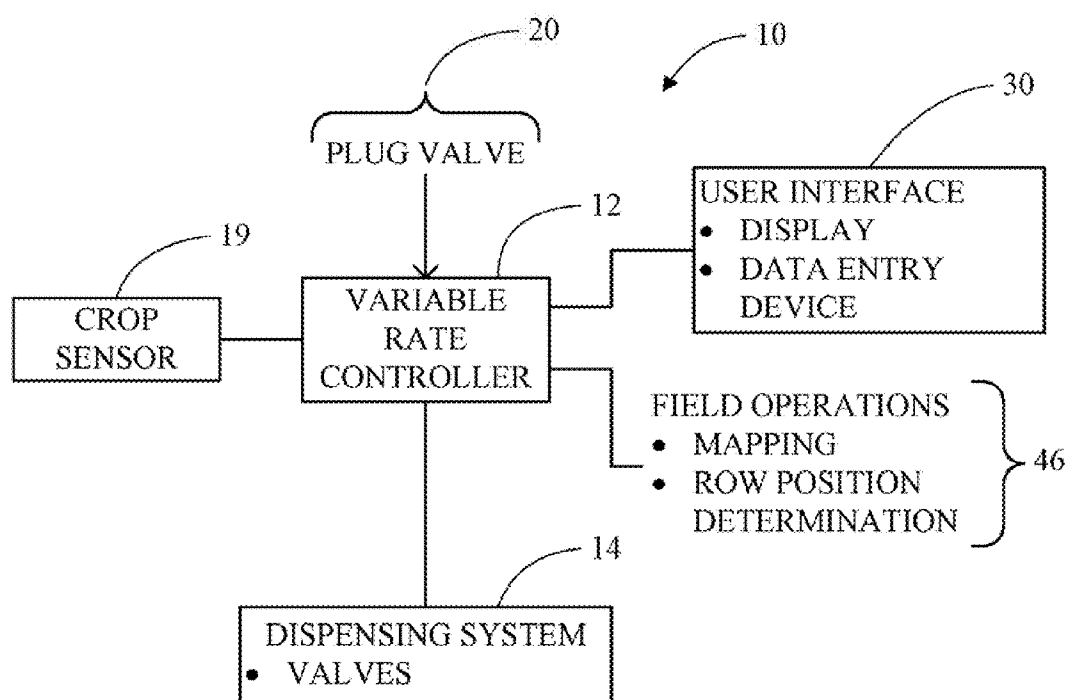 20
10
30
PLUG VALVE
12
USER INTERFACE
• DISPLAY
• DATA ENTRY
DEVICE
19
CROP
SENSOR
VARIABLE
RATE
CONTROLLER
FIELD OPERATIONS
• MAPPING
• ROW POSITION
DETERMINATION
46
14
DISPENSING SYSTEM
• VALVES